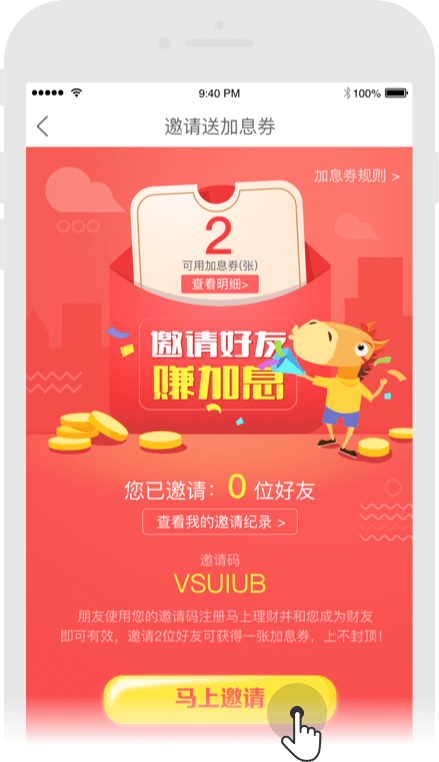 9:40 PM 100%
邀请送加息券
加息券规则 >
2
可用加息券(张)
查看明细>
邀请好友
赚加息
您已邀请：0 位好友
查看我的邀请纪录 >
邀请码
VSUIUB
朋友使用您的邀请码注册马上理财并和您成为财友
即可有效，邀请2位好友可获得一张加息券，上不封顶！
马上邀请